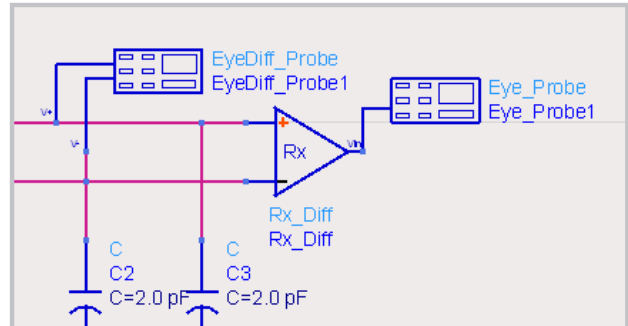 EyeDiff_Probe
EyeDiff_Probe1
Eye_Probe
Eye_Probe1
V+
V-
+
Rx
Vin
Rx_Diff
Rx_Diff
C
C2
C=2.0 pF
C
C3
C=2.0 pF